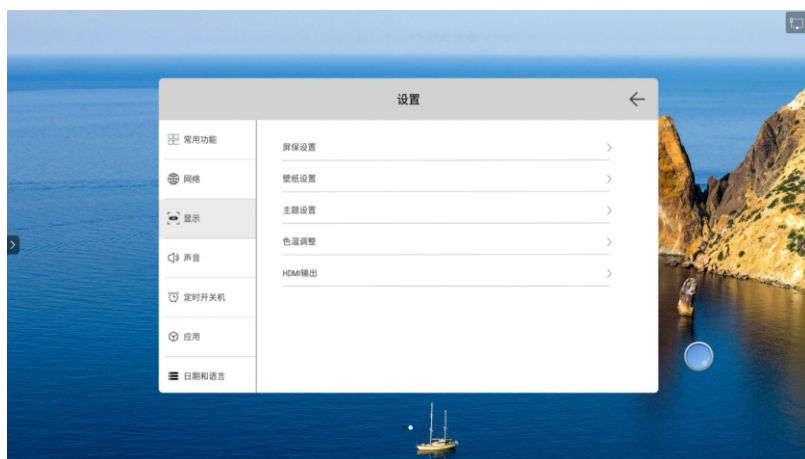 设置
常用功能
网络
显示
声音
定时开关机
应用
日期和语言
屏保设置
壁纸设置
主题设置
色温调整
HDMI输出